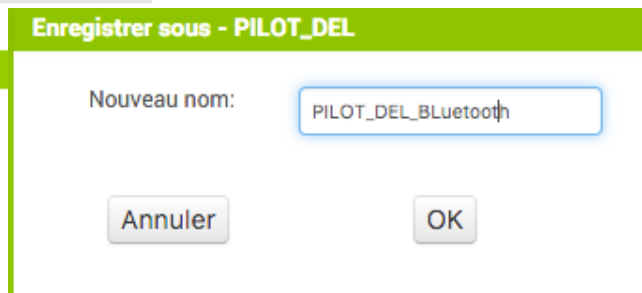 Enregistrer sous - PILOT_DEL
Nouveau nom: PILOT_DEL_BLuetooth
Annuler OK